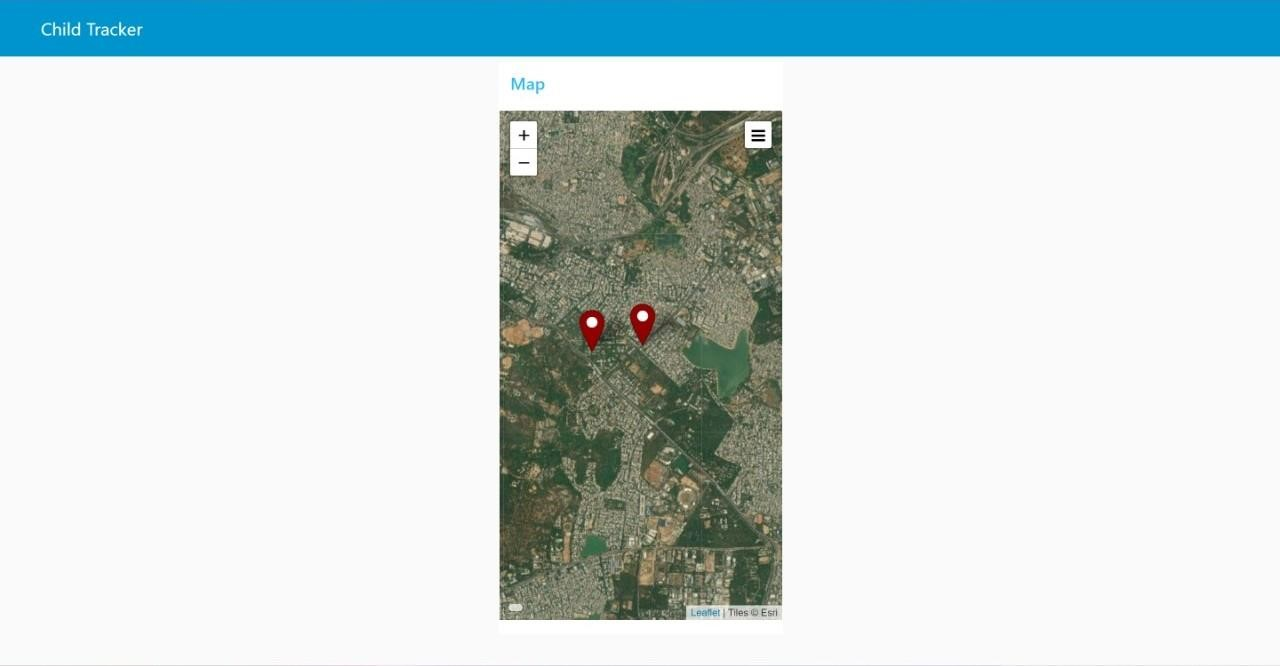 Child Tracker
Map
+
−
Leaflet | Tiles © Esri